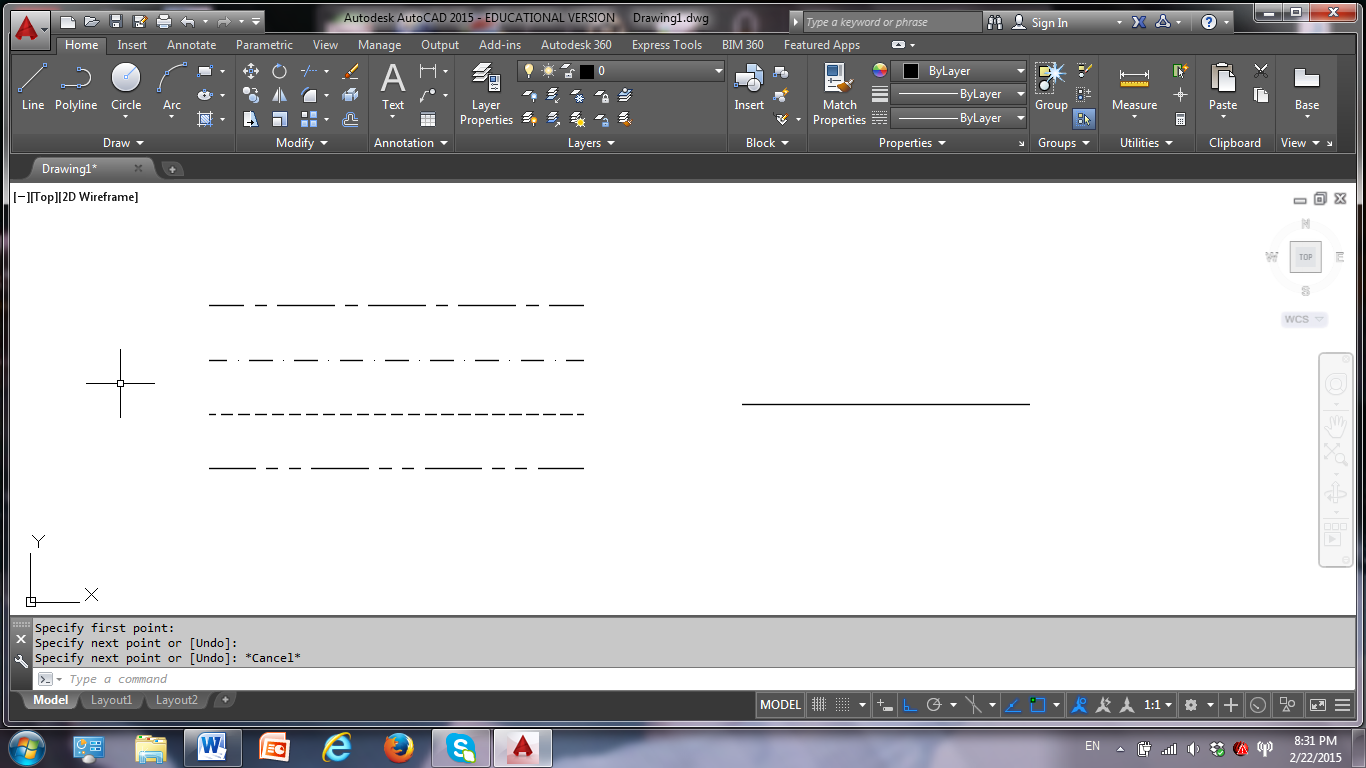 Autodesk AutoCAD 2015 - EDUCATIONAL VERSION Drawing1.dwg
Type a keyword or phrase
Sign In
Home Insert Annotate Parametric View Manage Output Add-ins Autodesk 360 Express Tools BIM 360 Featured Apps
0
ByLayer
Line Polyline Circle Arc
Text
Layer Properties
Insert
Match Properties
ByLayer
ByLayer
Group
Measure
Paste
Base
Draw Modify Annotation Layers Block Properties Groups Utilities Clipboard View
Drawing1*
[−][Top][2D Wireframe]
N
W TOP E
S
WCS
Y
X
Specify first point:
Specify next point or [Undo]:
Specify next point or [Undo]: *Cancel*
Type a command
Model Layout1 Layout2
MODEL 1:1
EN
8:31 PM
2/22/2015